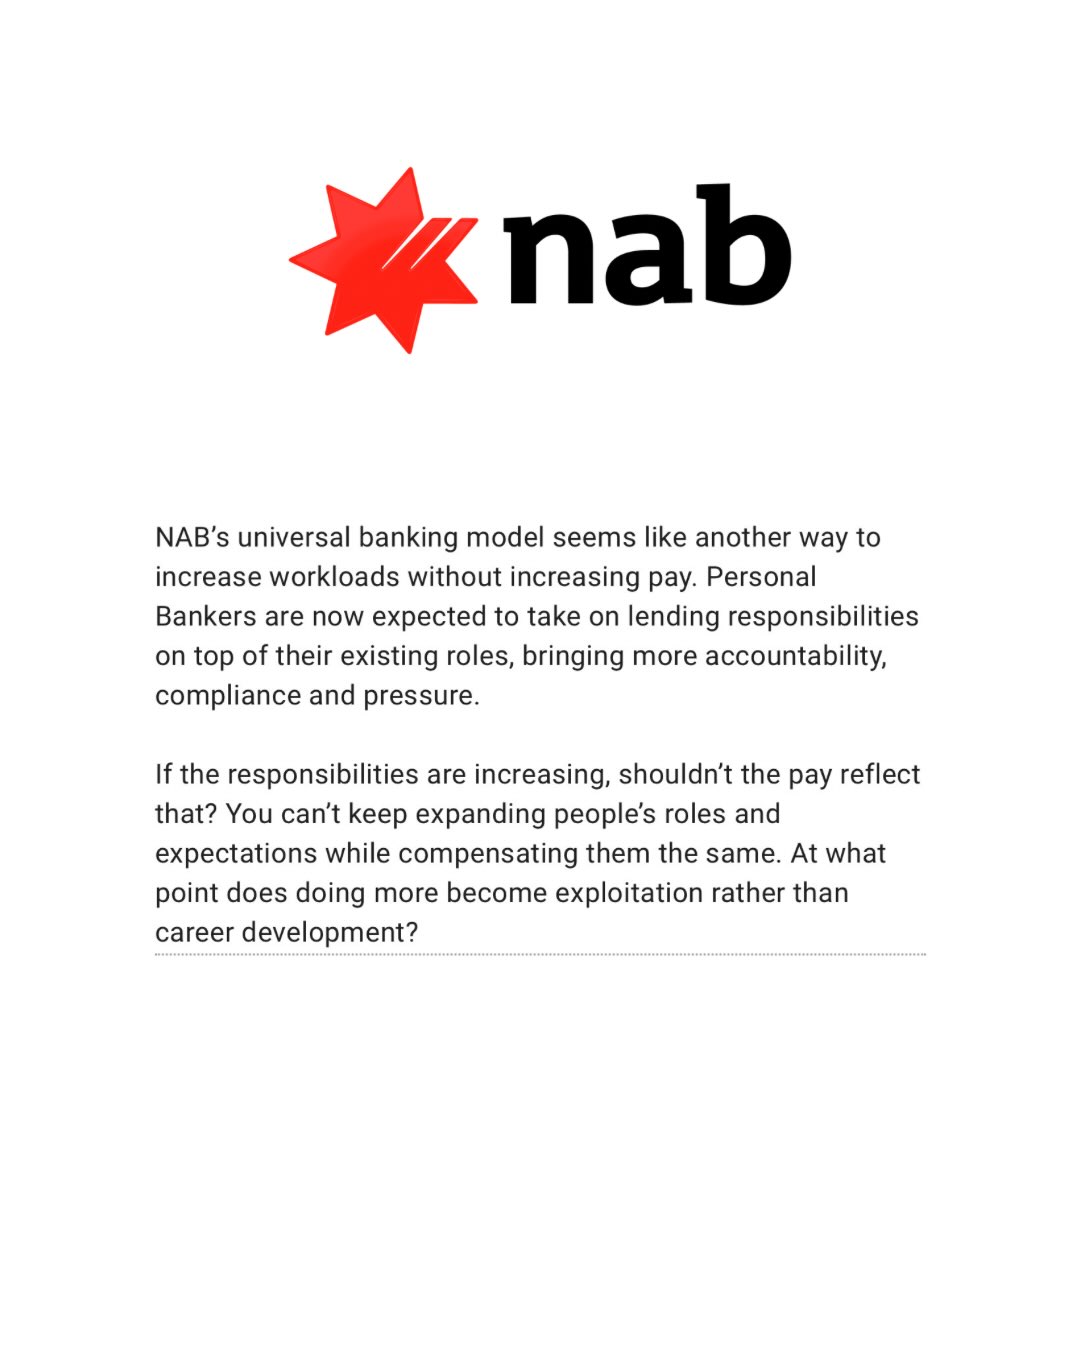 nab
NAB’s universal banking model seems like another way to
increase workloads without increasing pay. Personal
Bankers are now expected to take on lending responsibilities
on top of their existing roles, bringing more accountability,
compliance and pressure.
If the responsibilities are increasing, shouldn’t the pay reflect
that? You can’t keep expanding people’s roles and
expectations while compensating them the same. At what
point does doing more become exploitation rather than
career development?